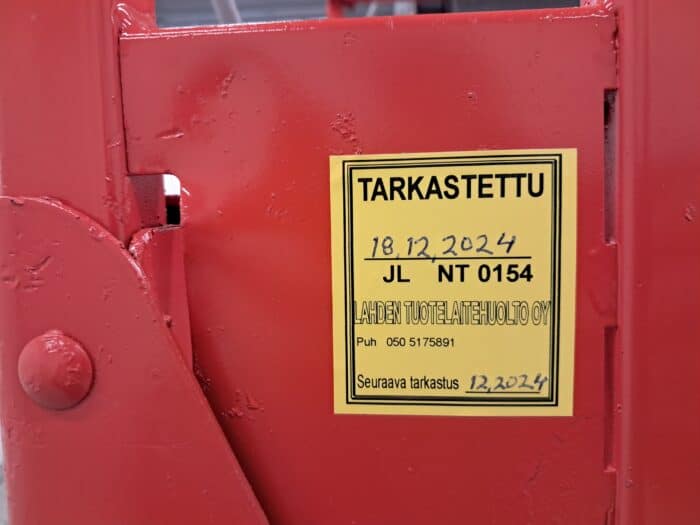 TARKASTETTU
18.12.2024
JL NT 0154
LAHDEN TUOTELAITEHUOLTO OY
Puh 050 5175891
Seuraava tarkastus 12.2024